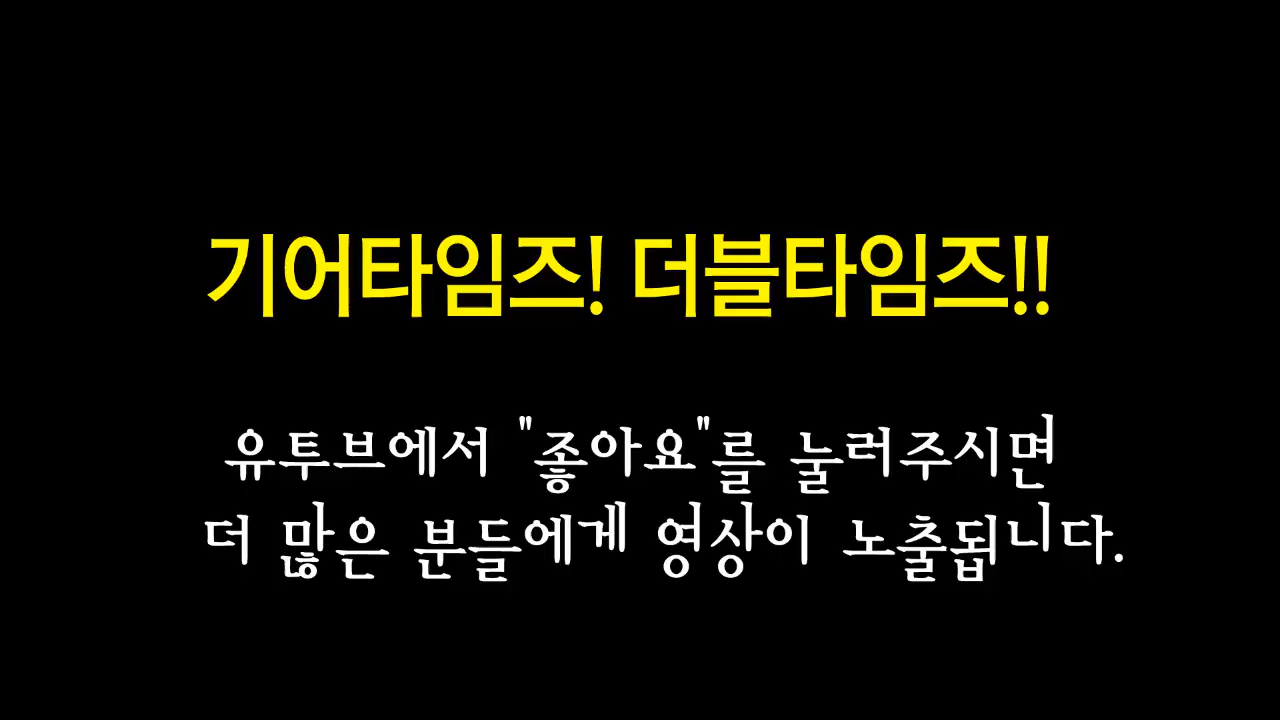 기어타임즈! 더블타임즈!!
유투브에서 "좋아요"를 눌러주시면
더 많은 분들에게 영상이 노출됩니다.